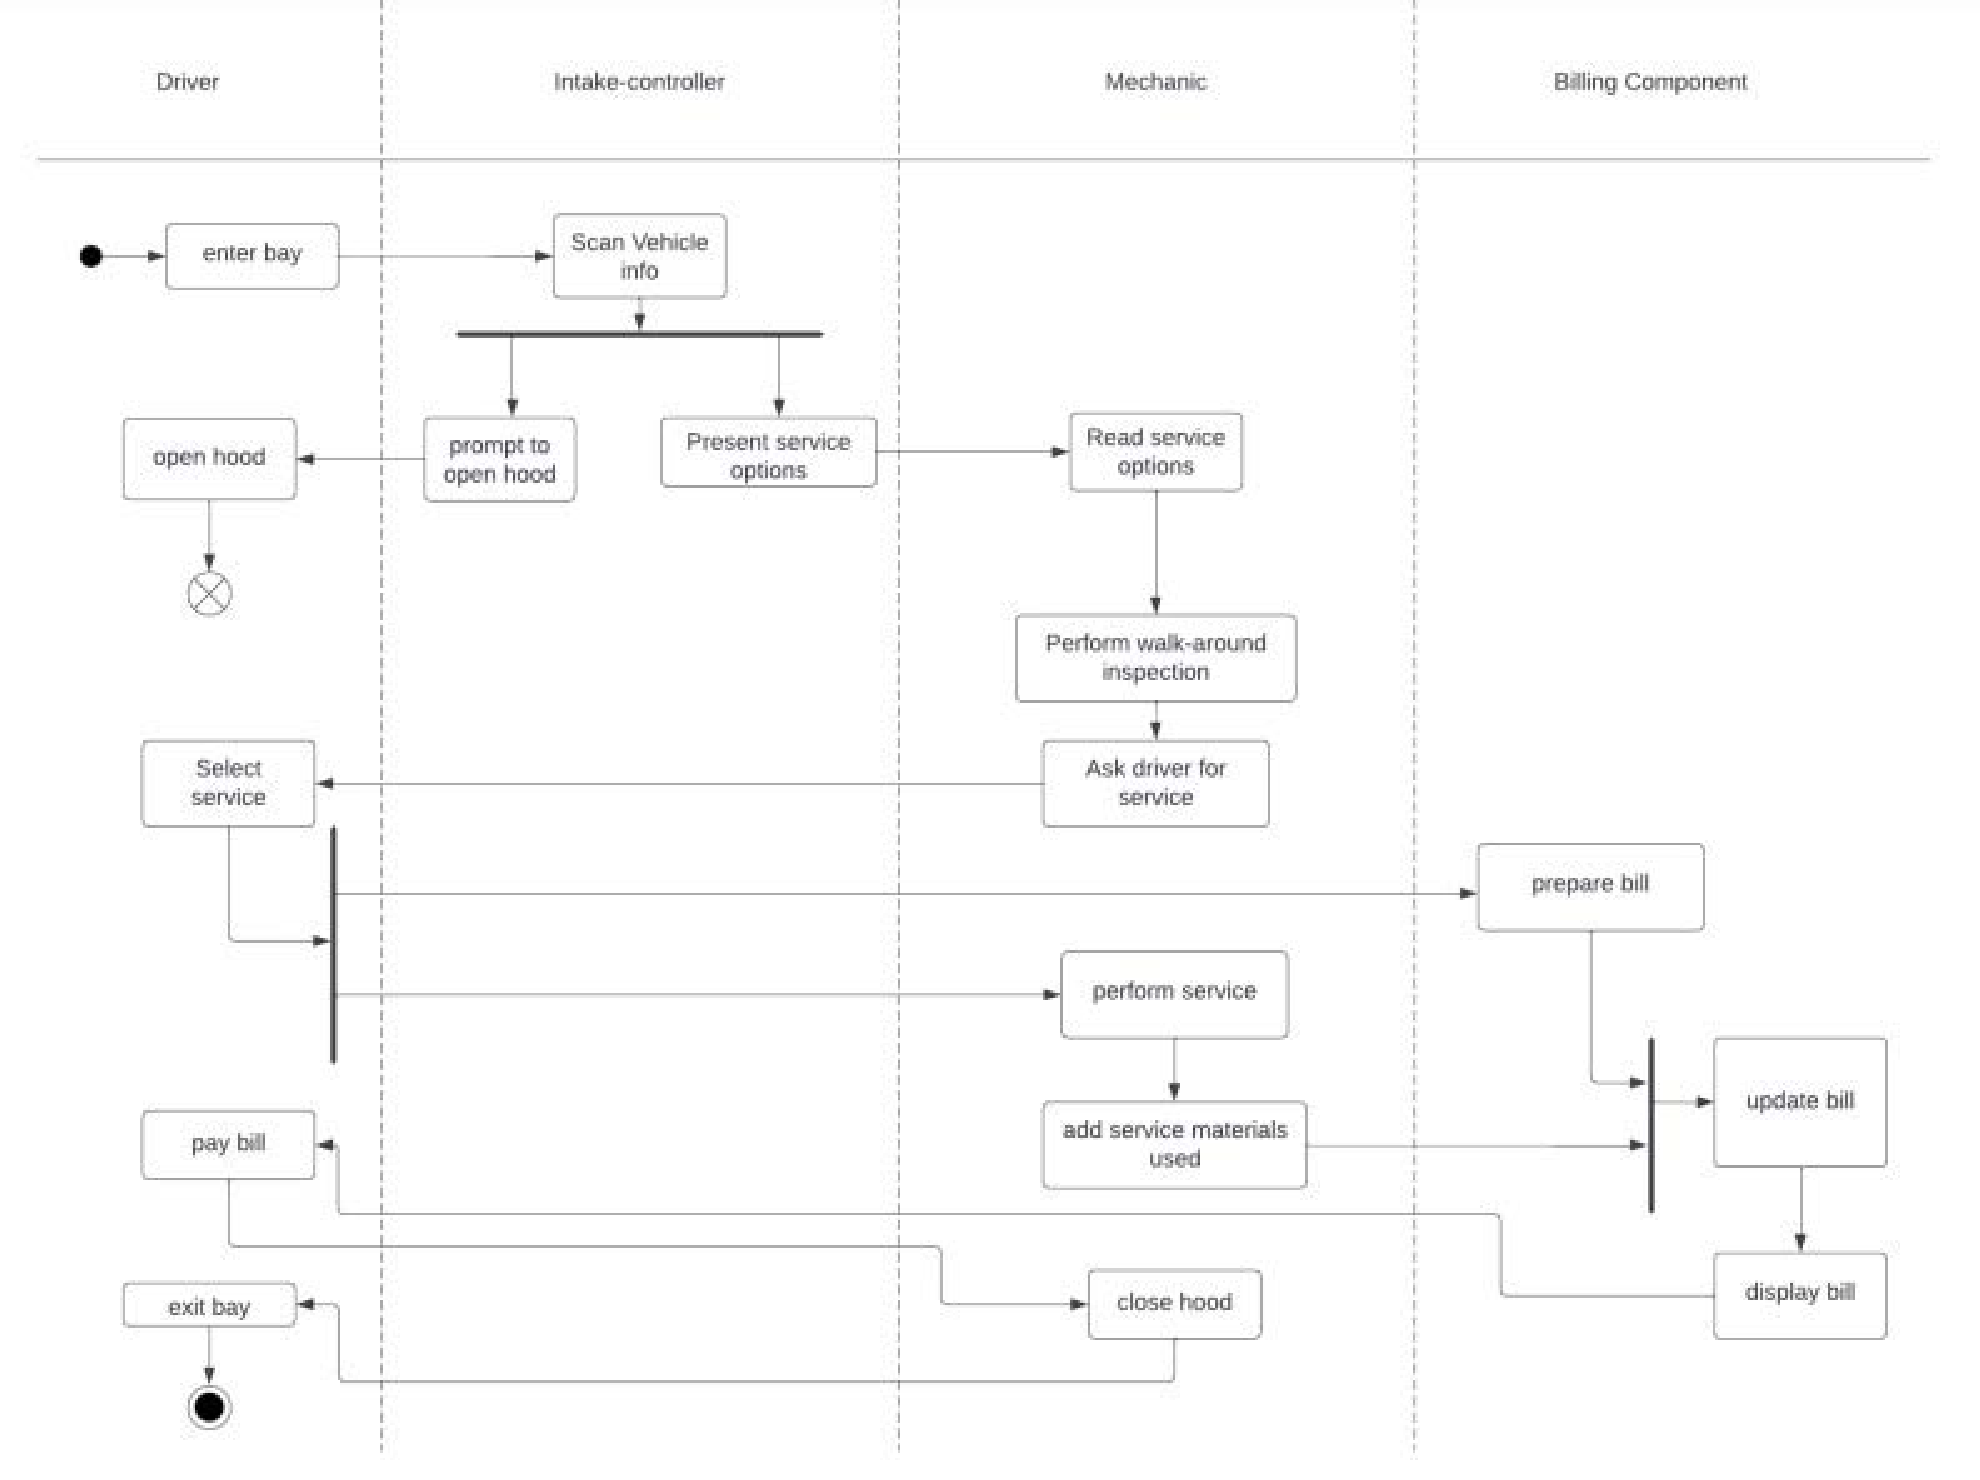 Driver
Intake-controller
Mechanic
Billing Component
enter bay
Scan Vehicle
info
open hood
prompt to
open hood
Present service
options
Read service
options
Perform walk-around
inspection
Select
service
Ask driver for
service
prepare bill
perform service
update bill
pay bill
add service materials
used
exit bay
close hood
display bill